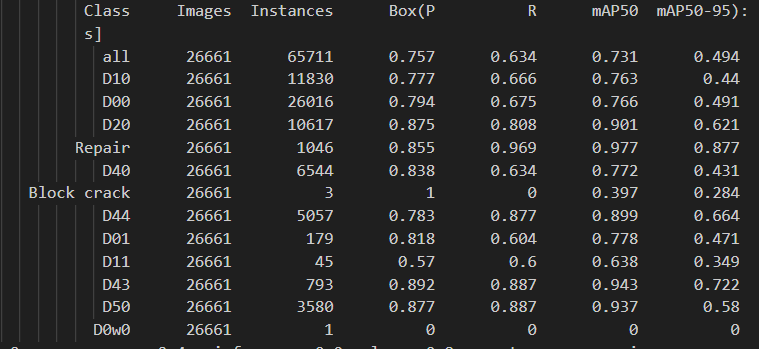 Class Images Instances Box(P R mAP50 mAP50-95):
s]
all 26661 65711 0.757 0.634 0.731 0.494
D10 26661 11830 0.777 0.666 0.763 0.44
D00 26661 26016 0.794 0.675 0.766 0.491
D20 26661 10617 0.875 0.808 0.901 0.621
Repair 26661 1046 0.855 0.969 0.977 0.877
D40 26661 6544 0.838 0.634 0.772 0.431
Block crack 26661 3 1 0 0.397 0.284
D44 26661 5057 0.783 0.877 0.899 0.664
D01 26661 179 0.818 0.604 0.778 0.471
D11 26661 45 0.57 0.6 0.638 0.349
D43 26661 793 0.892 0.887 0.943 0.722
D50 26661 3580 0.877 0.887 0.937 0.58
D0w0 26661 1 0 0 0 0